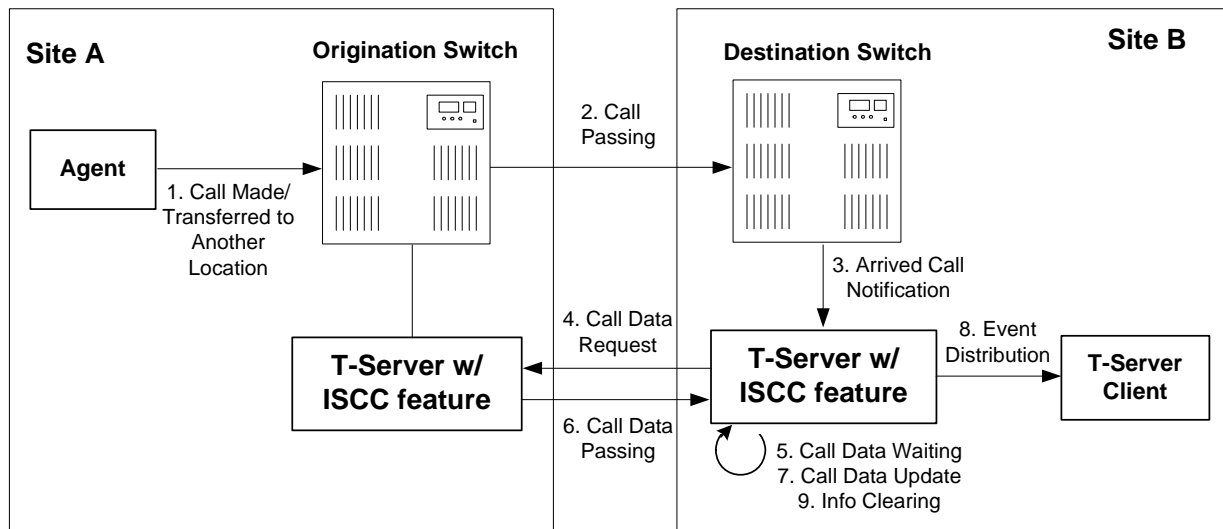 Site A
Origination Switch
Agent
1. Call Made/
Transferred to
Another
Location
2. Call
Passing
Site B
Destination Switch
3. Arrived Call
Notification
4. Call Data
Request
T-Server w/
ISCC feature
6. Call Data
Passing
T-Server w/
ISCC feature
8. Event
Distribution
T-Server
Client
5. Call Data Waiting
7. Call Data Update
9. Info Clearing